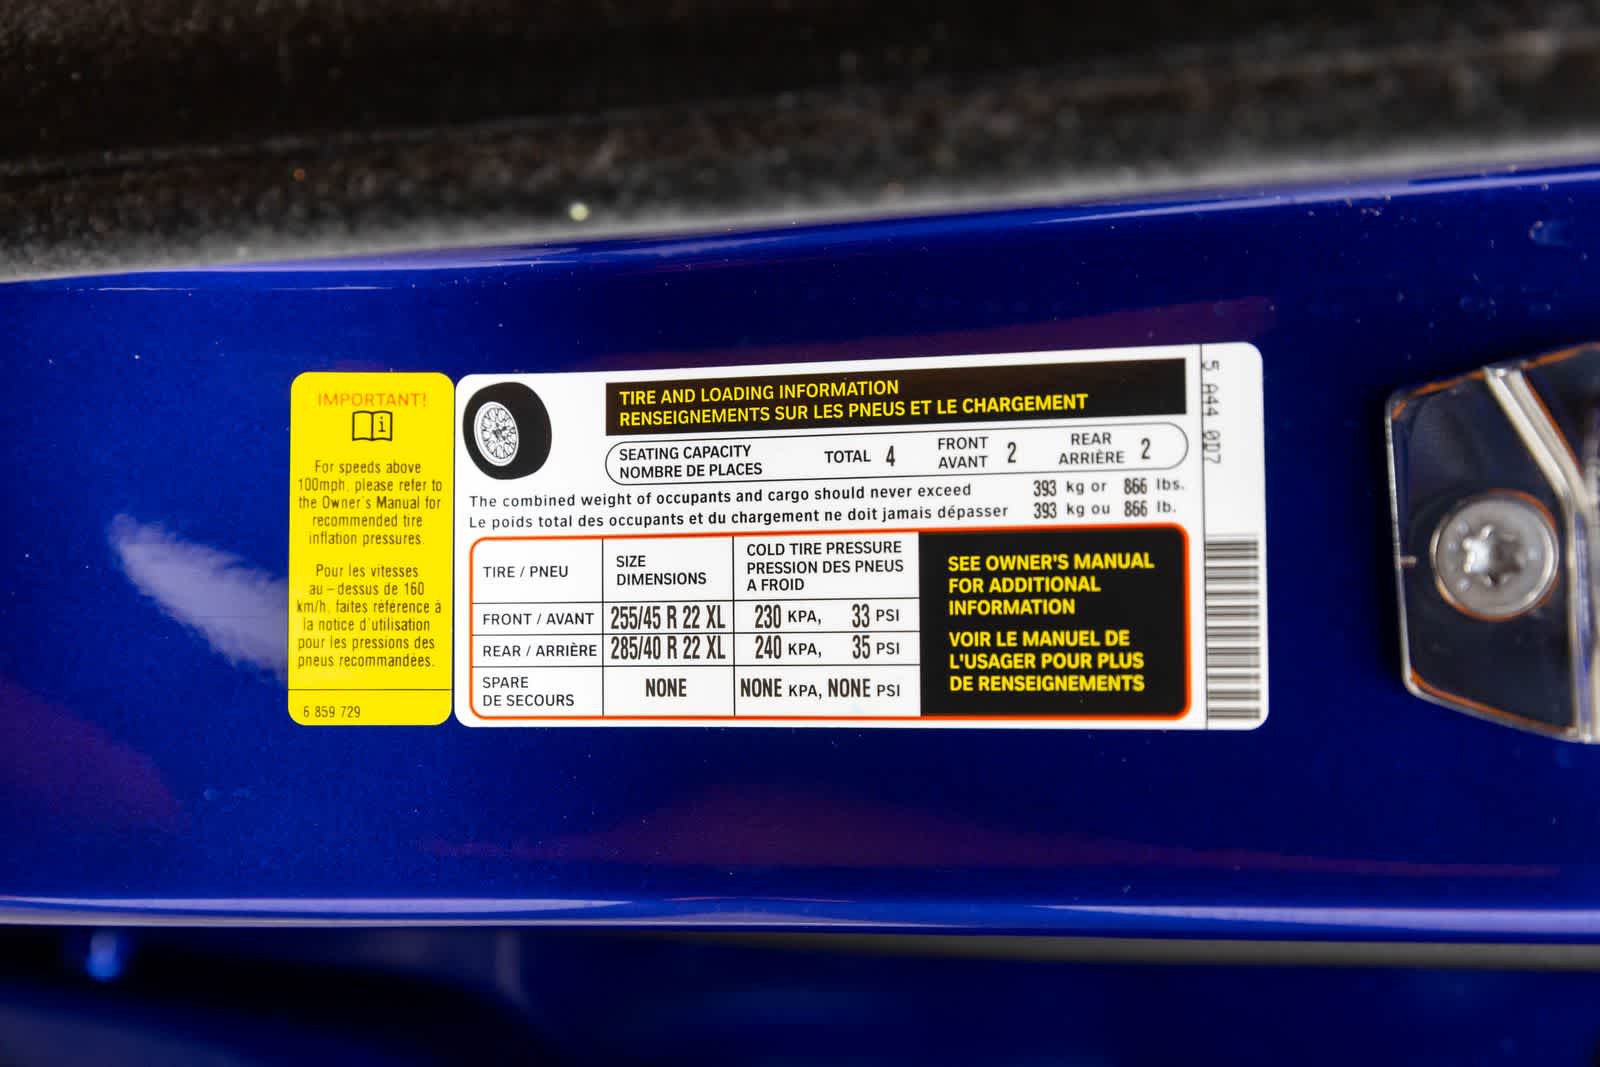 IMPORTANT!
i
For speeds above
100mph, please refer to
the Owner's Manual for
recommended tire
inflation pressures.
Pour les vitesses
au-dessus de 160
km/h, faites référence à
la notice d'utilisation
pour les pressions des
pneus recommandées.
6 859 729
TIRE AND LOADING INFORMATION
RENSEIGNEMENTS SUR LES PNEUS ET LE CHARGEMENT
SEATING CAPACITY
NOMBRE DE PLACES
TOTAL 4
FRONT
AVANT 2
REAR
ARRIÈRE 2
The combined weight of occupants and cargo should never exceed 393 kg or 866 lbs.
Le poids total des occupants et du chargement ne doit jamais dépasser 393 kg ou 866 lb.
TIRE / PNEU
SIZE
DIMENSIONS
COLD TIRE PRESSURE
PRESSION DES PNEUS
A FROID
FRONT / AVANT 255/45 R 22 XL 230 KPA, 33 PSI
REAR / ARRIÈRE 285/40 R 22 XL 240 KPA, 35 PSI
SPARE
DE SECOURS
NONE NONE KPA, NONE PSI
SEE OWNER'S MANUAL
FOR ADDITIONAL
INFORMATION
VOIR LE MANUEL DE
L'USAGER POUR PLUS
DE RENSEIGNEMENTS
5 A44 0D7